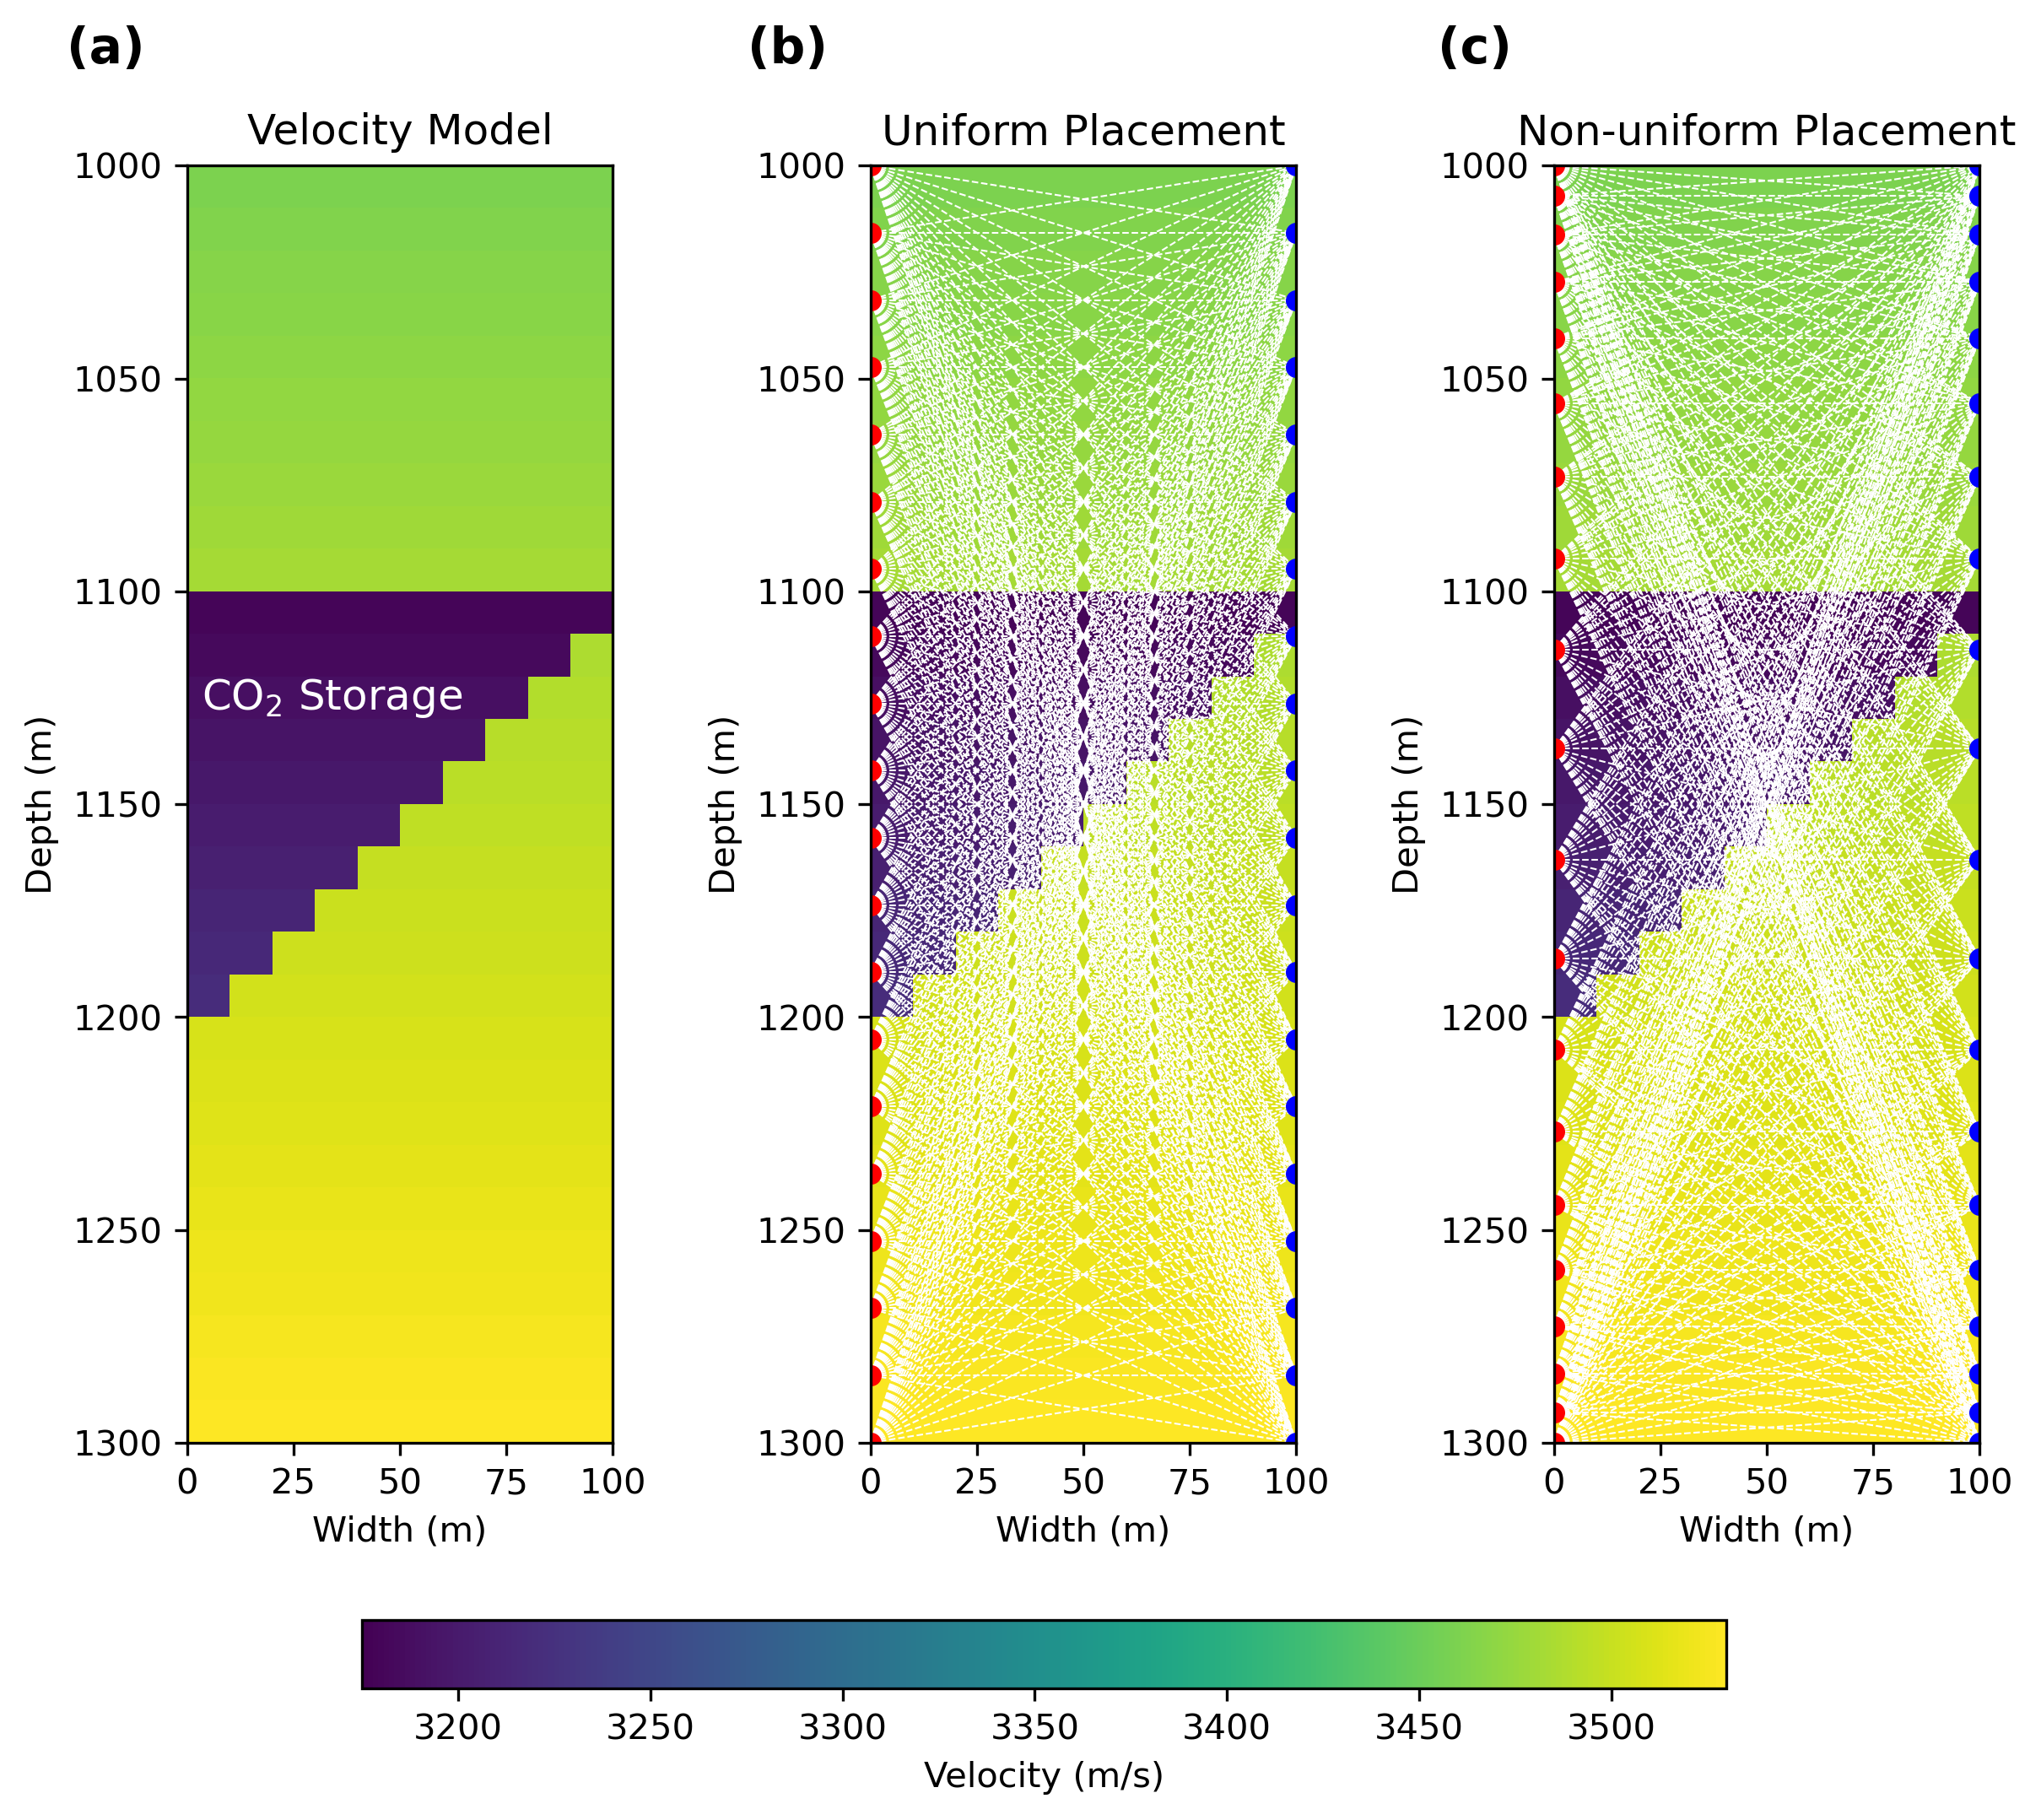 (a)
(b)
(c)
Velocity Model
Uniform Placement
Non-uniform Placement
1000
1050
1100
1150
1200
1250
1300
Depth (m)
CO₂ Storage
0 25 50 75 100
Width (m)
1000
1050
1100
1150
1200
1250
1300
Depth (m)
0 25 50 75 100
Width (m)
1000
1050
1100
1150
1200
1250
1300
Depth (m)
0 25 50 75 100
Width (m)
3200 3250 3300 3350 3400 3450 3500
Velocity (m/s)